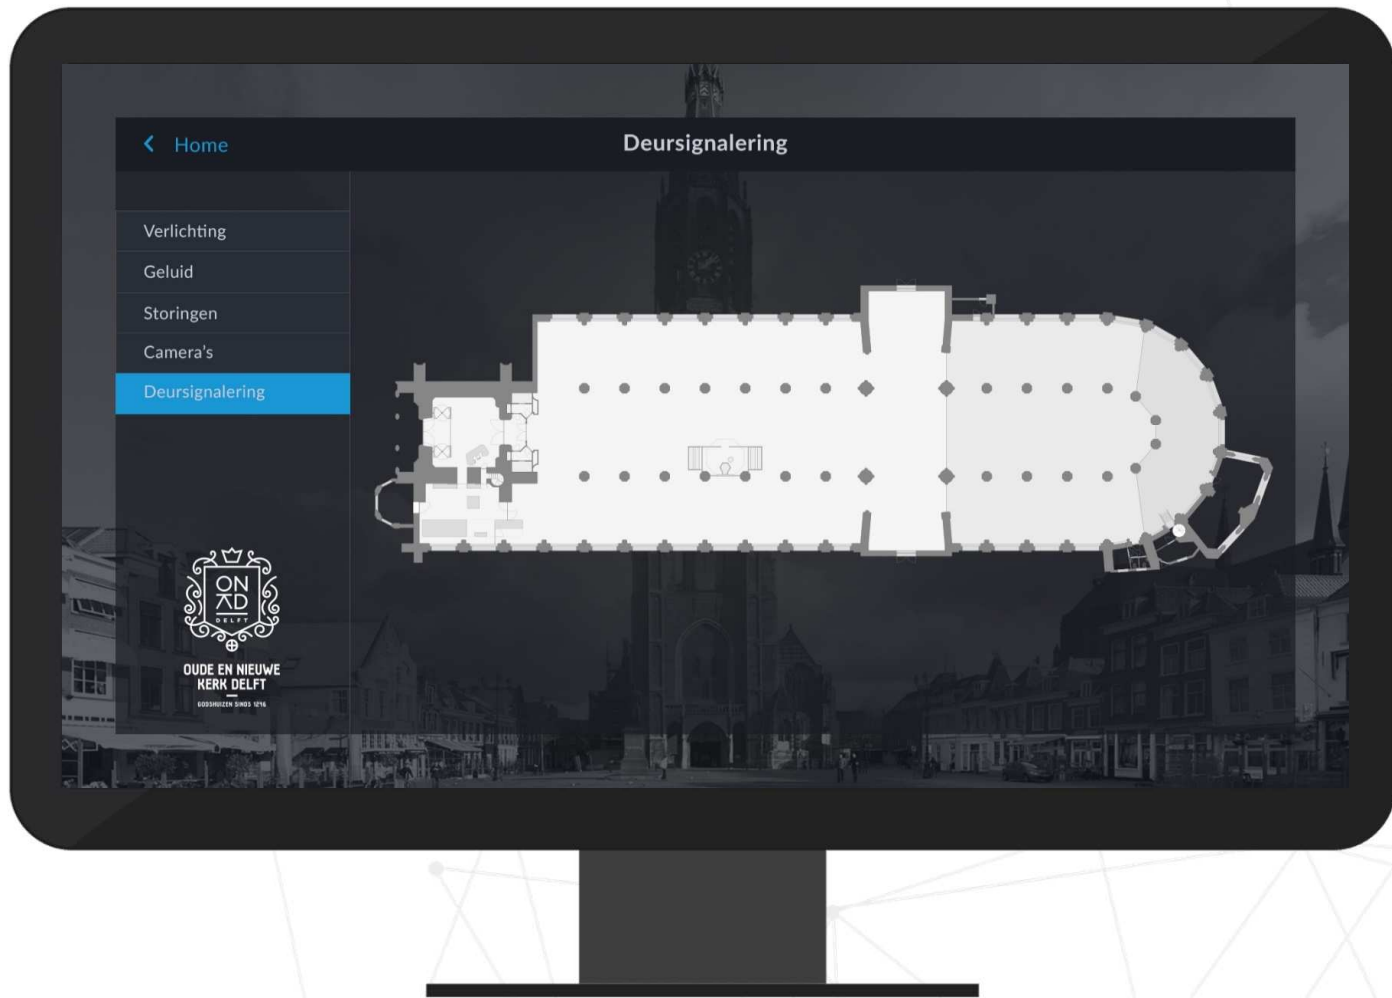 Home
Deursignalering
Verlichting
Geluid
Storingen
Camera's
Deursignalering
ON
AD
DELFT
OUDE EN NIEUWE
KERK DELFT
GODSHUIZEN SINDS 1246